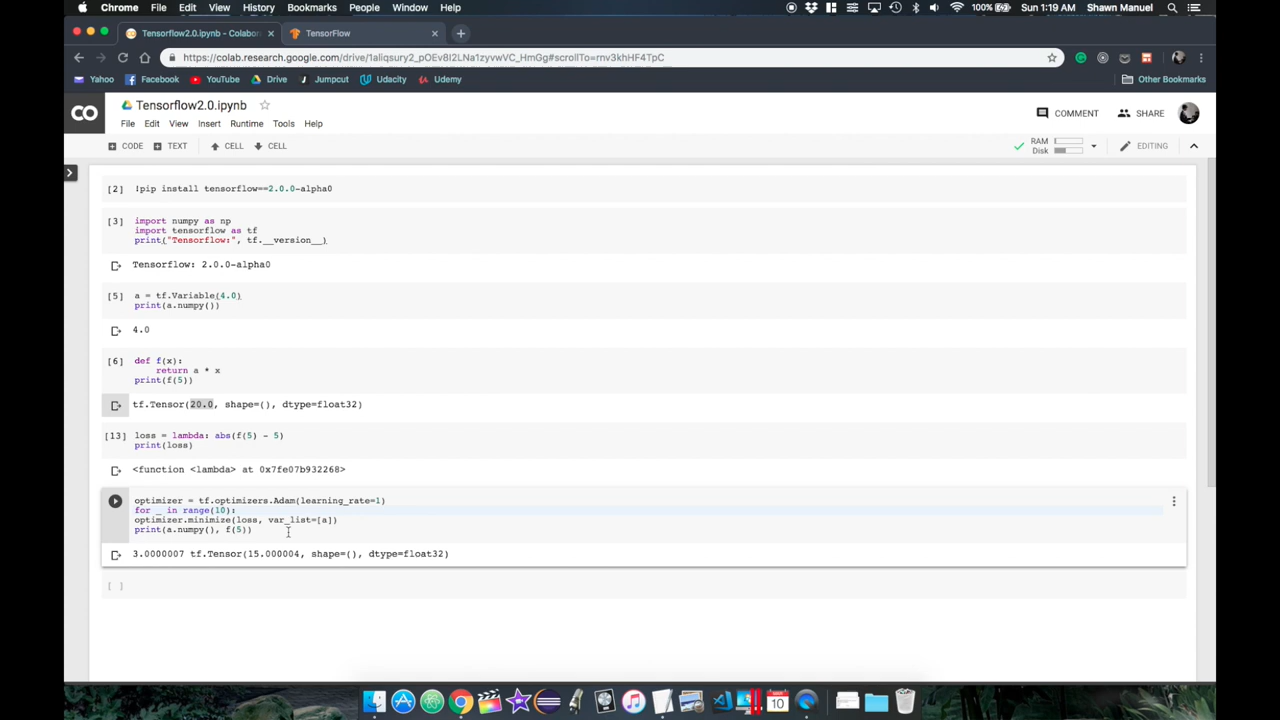 Chrome File Edit View History Bookmarks People Window Help 100% Sun 1:19 AM Shawn Manuel
Tensorflow2.0.ipynb - Colabora
TensorFlow
https://colab.research.google.com/drive/1aliqsury2_pOEv8I2LNa1zyvwVC_HmGg#scrollTo=rnv3khHF4TpC
Yahoo Facebook YouTube Drive Jumpcut Udacity Udemy Other Bookmarks
CO Tensorflow2.0.ipynb
COMMENT SHARE
File Edit View Insert Runtime Tools Help
CODE TEXT CELL CELL
RAM
Disk
EDITING
[2] !pip install tensorflow==2.0.0-alpha0
[3] import numpy as np
import tensorflow as tf
print("Tensorflow:", tf.__version__)
Tensorflow: 2.0.0-alpha0
[5] a = tf.Variable(4.0)
print(a.numpy())
4.0
[6] def f(x):
return a * x
print(f(5))
tf.Tensor(20.0, shape=(), dtype=float32)
[13] loss = lambda: abs(f(5) - 5)
print(loss)
<function <lambda> at 0x7fe07b932268>
optimizer = tf.optimizers.Adam(learning_rate=1)
for _ in range(10):
optimizer.minimize(loss, var_list=[a])
print(a.numpy(), f(5))
3.0000007 tf.Tensor(15.000004, shape=(), dtype=float32)
[ ]
10